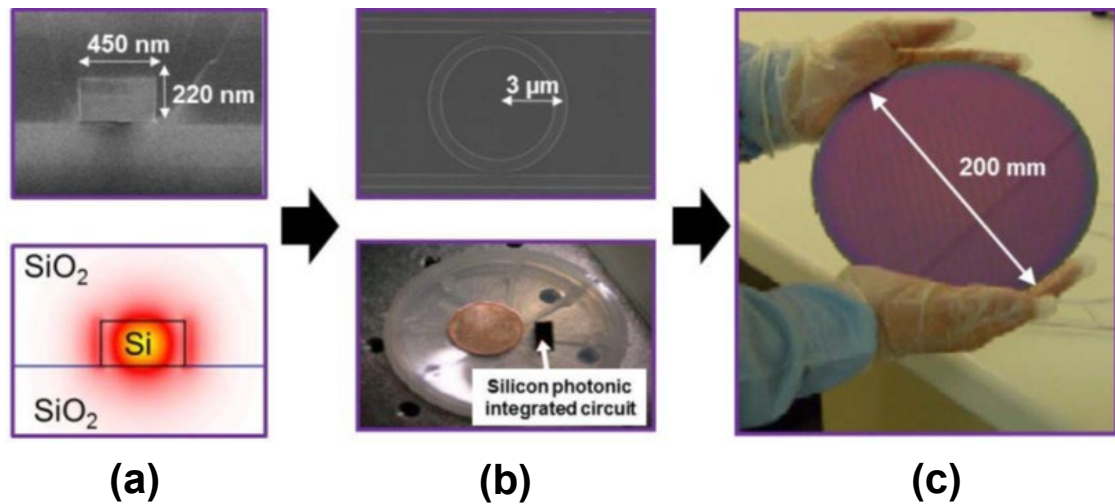 450 nm
220 nm
3 µm
200 mm
SiO2
Si
SiO2
Silicon photonic
integrated circuit
(a)
(b)
(c)